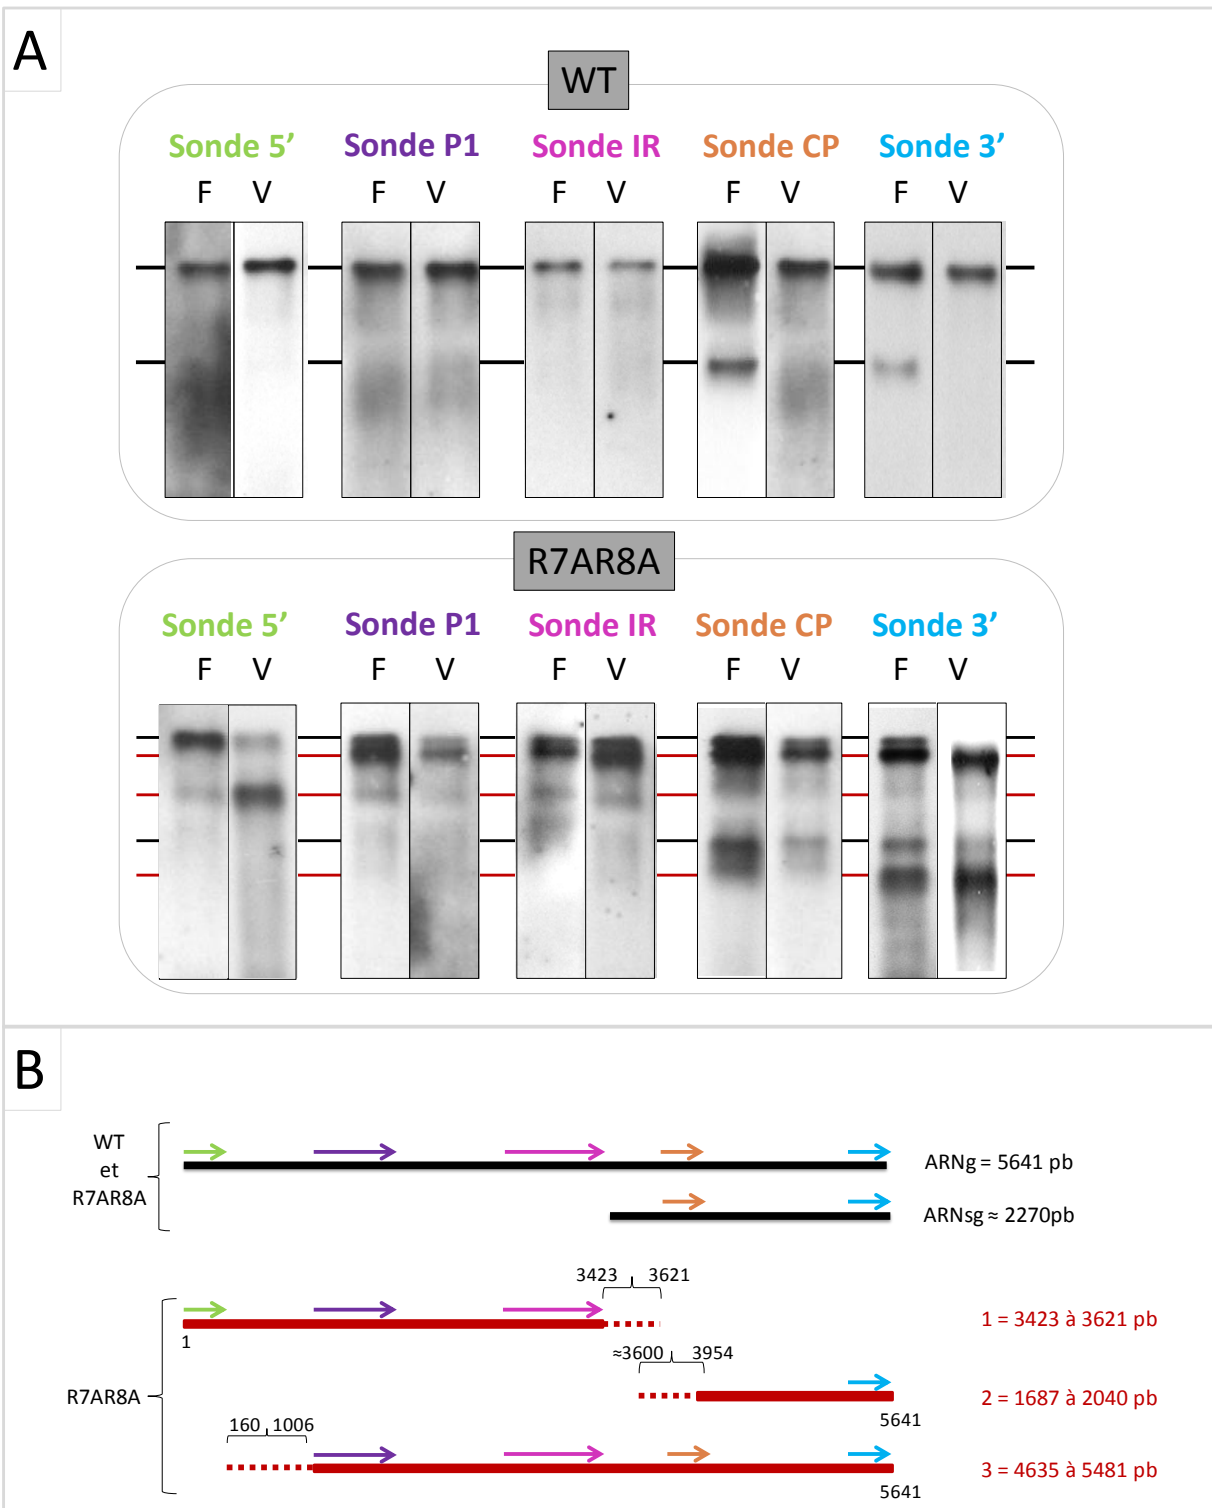 A
WT
Sonde 5' Sonde P1 Sonde IR Sonde CP Sonde 3'
F V F V F V F V F V
R7AR8A
Sonde 5' Sonde P1 Sonde IR Sonde CP Sonde 3'
F V F V F V F V F V
B
WT
et
R7AR8A
ARNg = 5641 pb
ARNsg ≈ 2270pb
3423 3621
1 = 3423 à 3621 pb
1
≈3600 3954
R7AR8A
2 = 1687 à 2040 pb
5641
160 1006
3 = 4635 à 5481 pb
5641